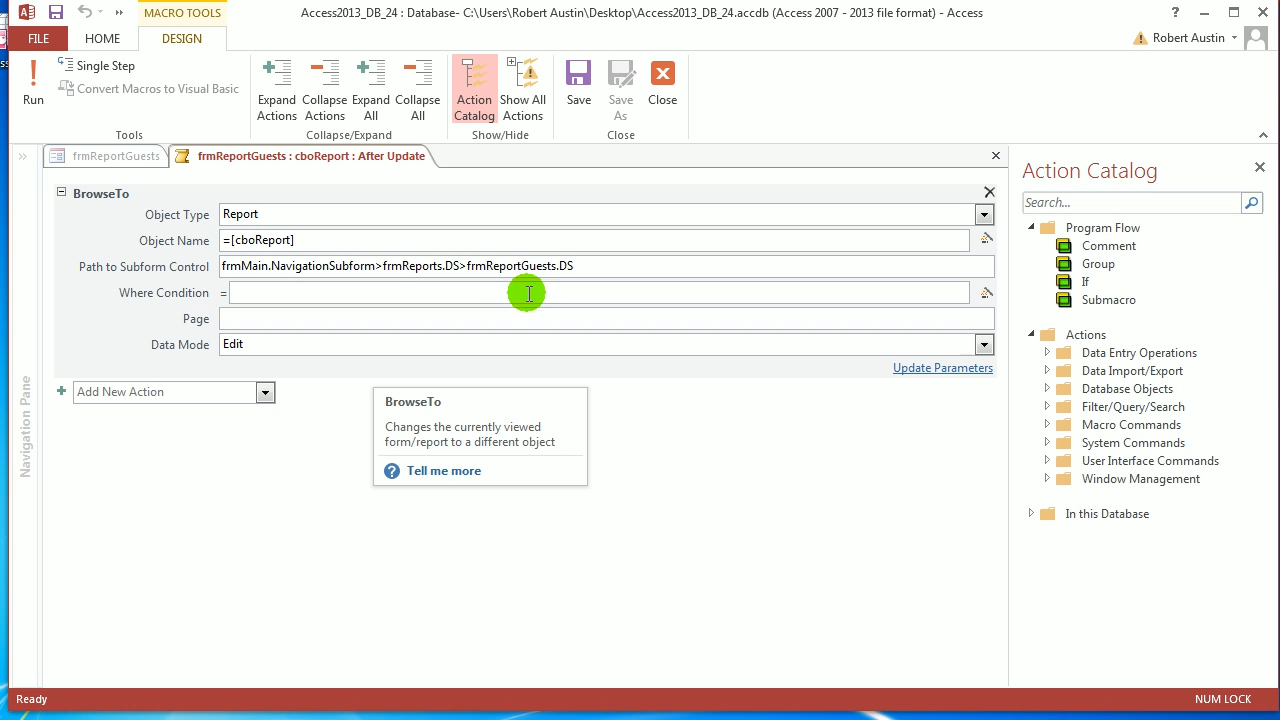 MACRO TOOLS
Access2013_DB_24 : Database- C:\Users\Robert Austin\Desktop\Access2013_DB_24.accdb (Access 2007 - 2013 file format) - Access
FILE
HOME
DESIGN
Robert Austin
Run
Single Step
Convert Macros to Visual Basic
Expand Actions
Collapse Actions
Expand All
Collapse All
Action Catalog
Show All Actions
Save
Save As
Close
Tools
Collapse/Expand
Show/Hide
Close
frmReportGuests
frmReportGuests : cboReport : After Update
BrowseTo
Object Type Report
Object Name =[cboReport]
Path to Subform Control frmMain.NavigationSubform>frmReports.DS>frmReportGuests.DS
Where Condition =
Page
Data Mode Edit
Update Parameters
Add New Action
BrowseTo
Changes the currently viewed
form/report to a different object
Tell me more
Navigation Pane
Action Catalog
Search...
Program Flow
Comment
Group
If
Submacro
Actions
Data Entry Operations
Data Import/Export
Database Objects
Filter/Query/Search
Macro Commands
System Commands
User Interface Commands
Window Management
In this Database
Ready
NUM LOCK